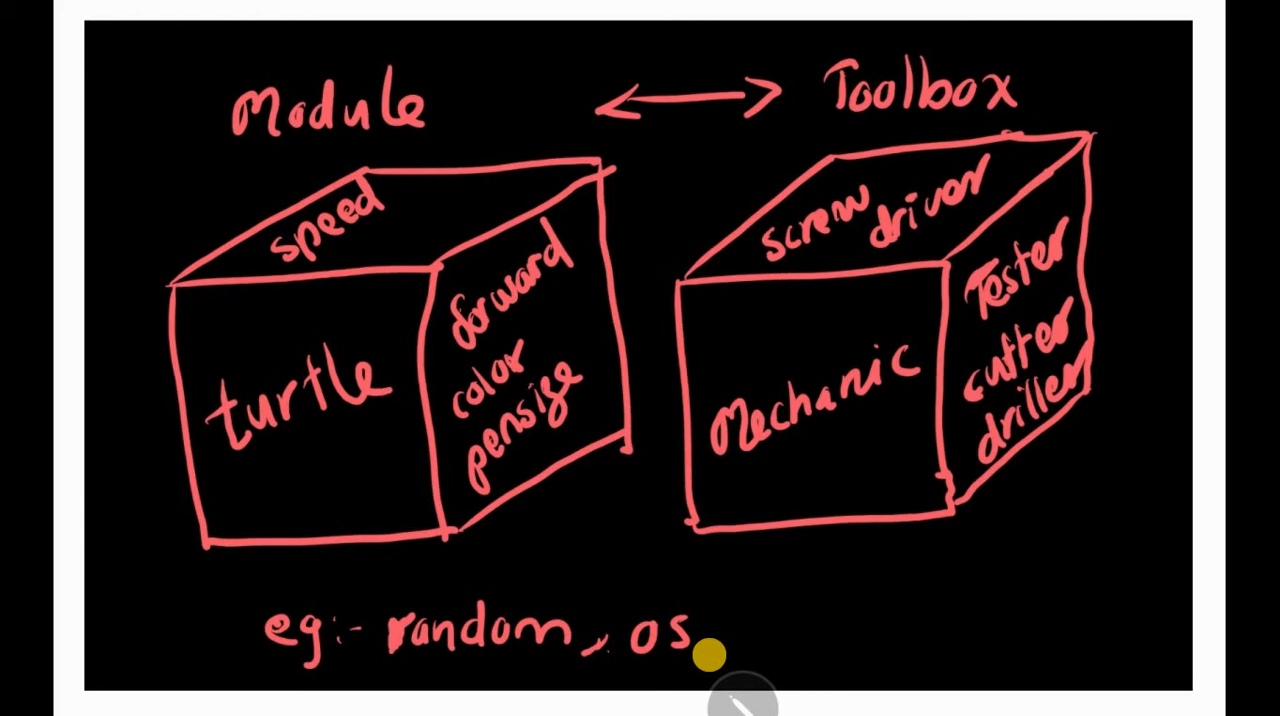 Module ↔ Toolbox
speed
turtle
forward
color
pensize
screw driver
Mechanic
Tester
cutter
driller
eg:- random, os